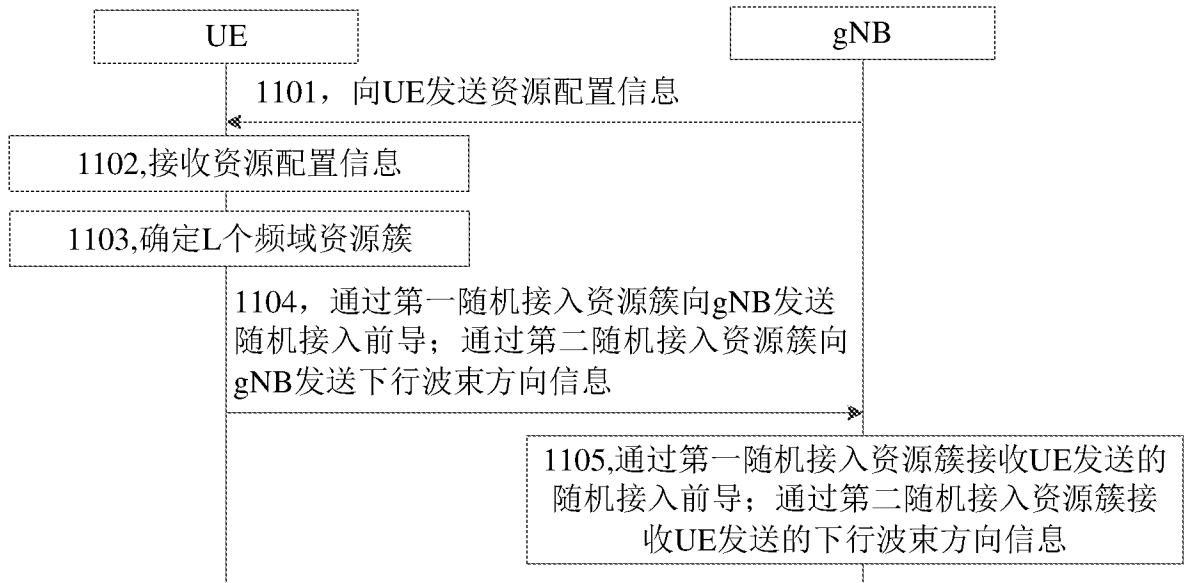 UE
gNB
1101，向UE发送资源配置信息
1102,接收资源配置信息
1103,确定L个频域资源簇
1104，通过第一随机接入资源簇向gNB发送
随机接入前导；通过第二随机接入资源簇向
gNB发送下行波束方向信息
1105,通过第一随机接入资源簇接收UE发送的
随机接入前导；通过第二随机接入资源簇接
收UE发送的下行波束方向信息